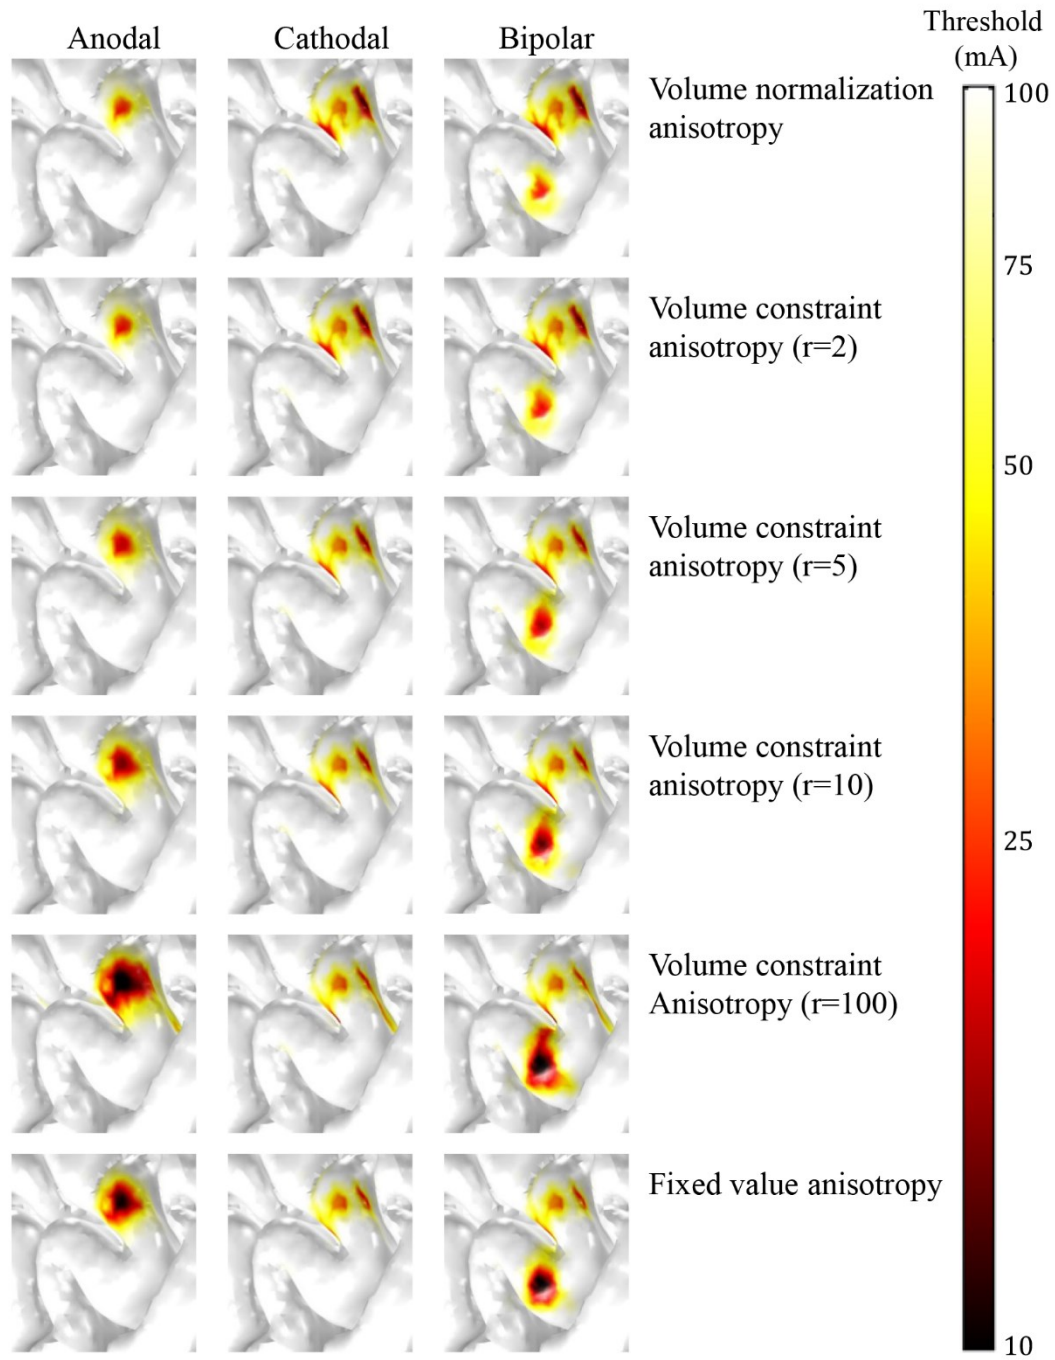 Anodal
Cathodal
Bipolar
Threshold
(mA)
Volume normalization
anisotropy
Volume constraint
anisotropy (r=2)
Volume constraint
anisotropy (r=5)
Volume constraint
anisotropy (r=10)
Volume constraint
Anisotropy (r=100)
Fixed value anisotropy
100
75
50
25
10